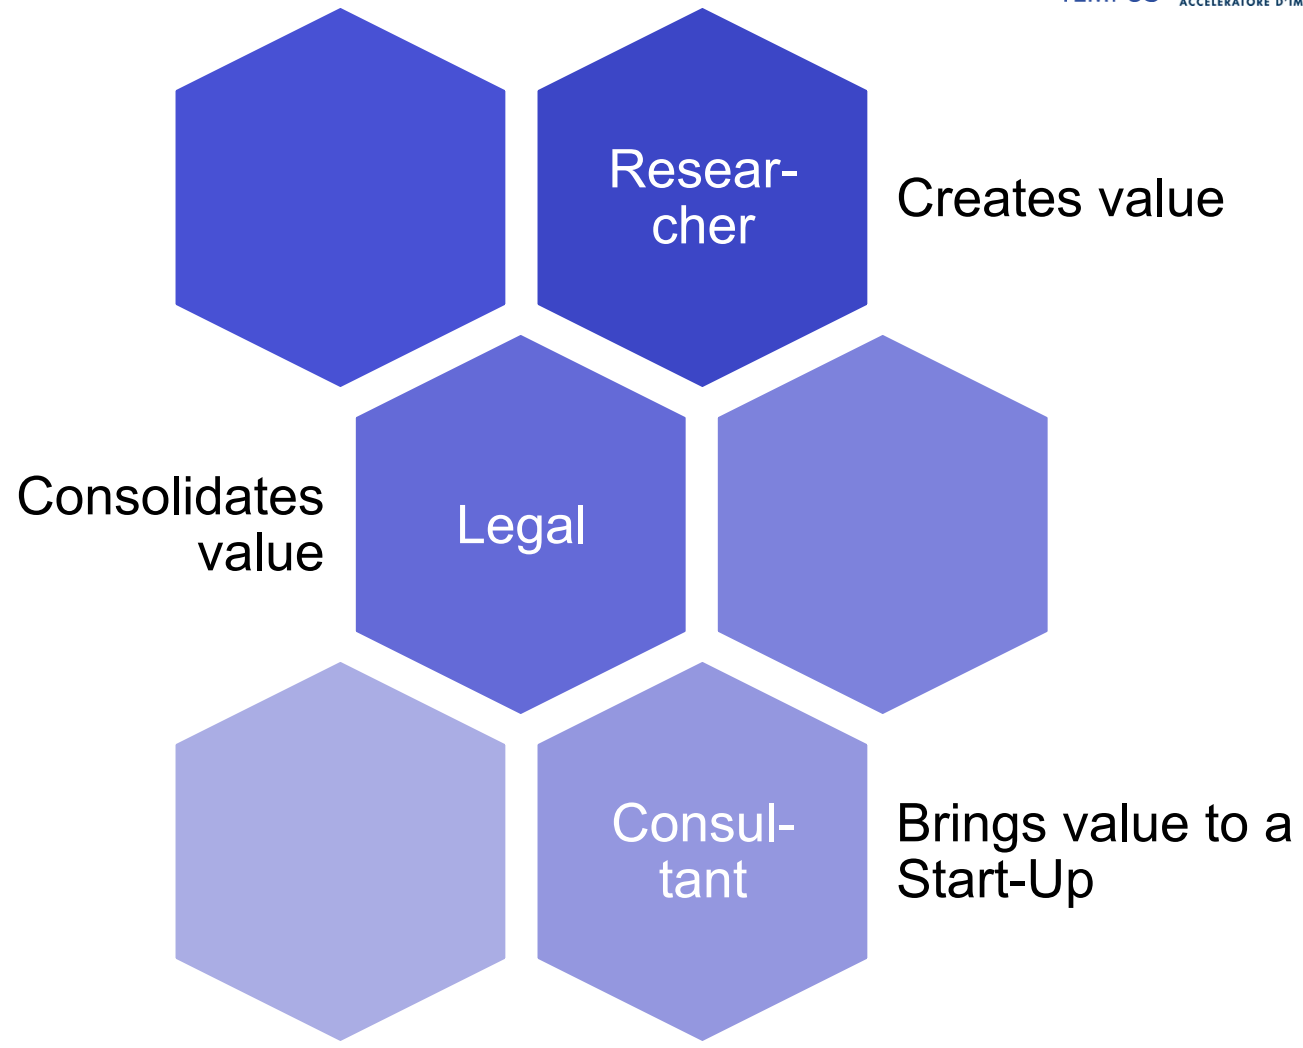 Resear-
cher
Creates value
Consolidates
value
Legal
Consul-
tant
Brings value to a
Start-Up